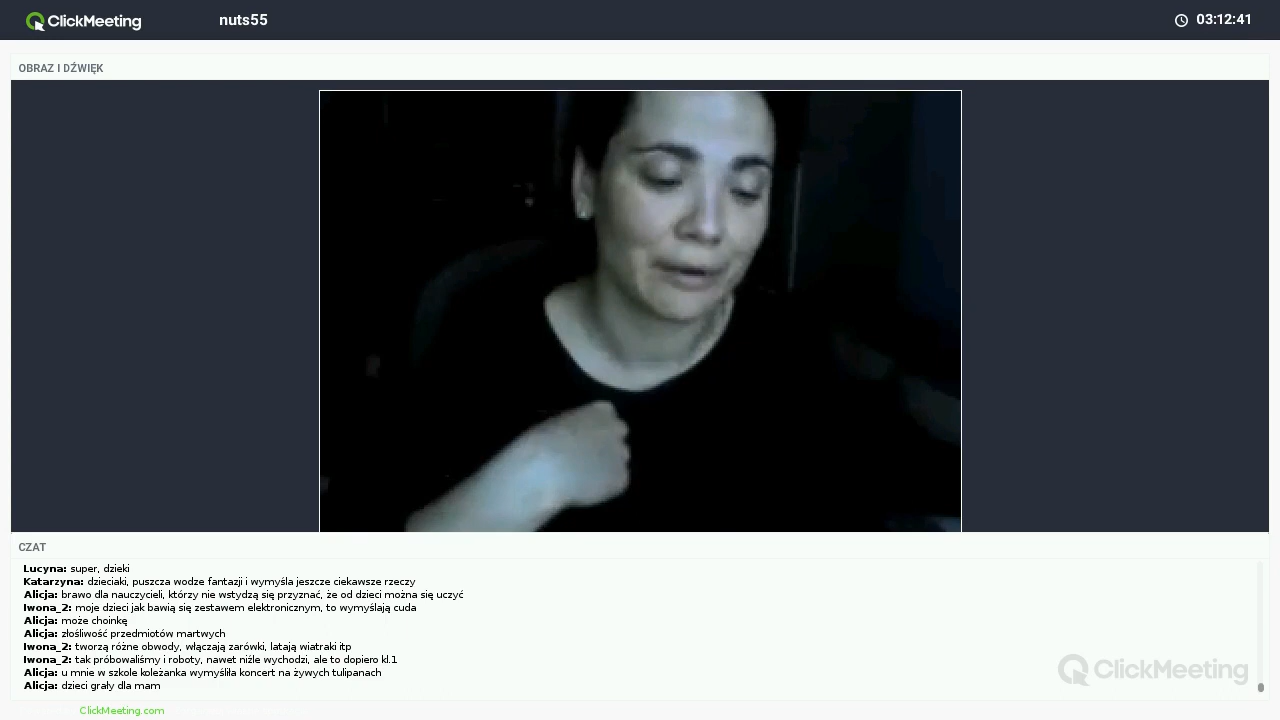 ClickMeeting
nuts55
03:12:41
OBRAZ I DŹWIĘK
CZAT
Lucyna: super, dzieki
Katarzyna: dzieciaki, puszcza wodze fantazji i wymyśla jeszcze ciekawsze rzeczy
Alicja: brawo dla nauczycieli, którzy nie wstydzą się przyznać, że od dzieci można się uczyć
Iwona_2: moje dzieci jak bawią się zestawem elektronicznym, to wymyślają cuda
Alicja: może choinkę
Alicja: złośliwość przedmiotów martwych
Iwona_2: tworzą różne obwody, włączają zarówki, latają wiatraki itp
Iwona_2: tak próbowaliśmy i roboty, nawet niźle wychodzi, ale to dopiero kl.1
Alicja: u mnie w szkole koleżanka wymyśliła koncert na żywych tulipanach
Alicja: dzieci grały dla mam
ClickMeeting
ClickMeeting.com